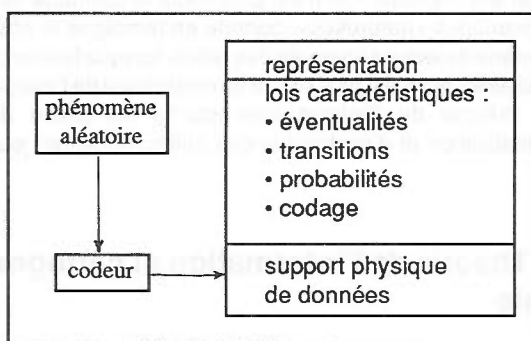 représentation
lois caractéristiques :
• éventualités
• transitions
• probabilités
• codage
support physique
de données
phénomène
aléatoire
codeur